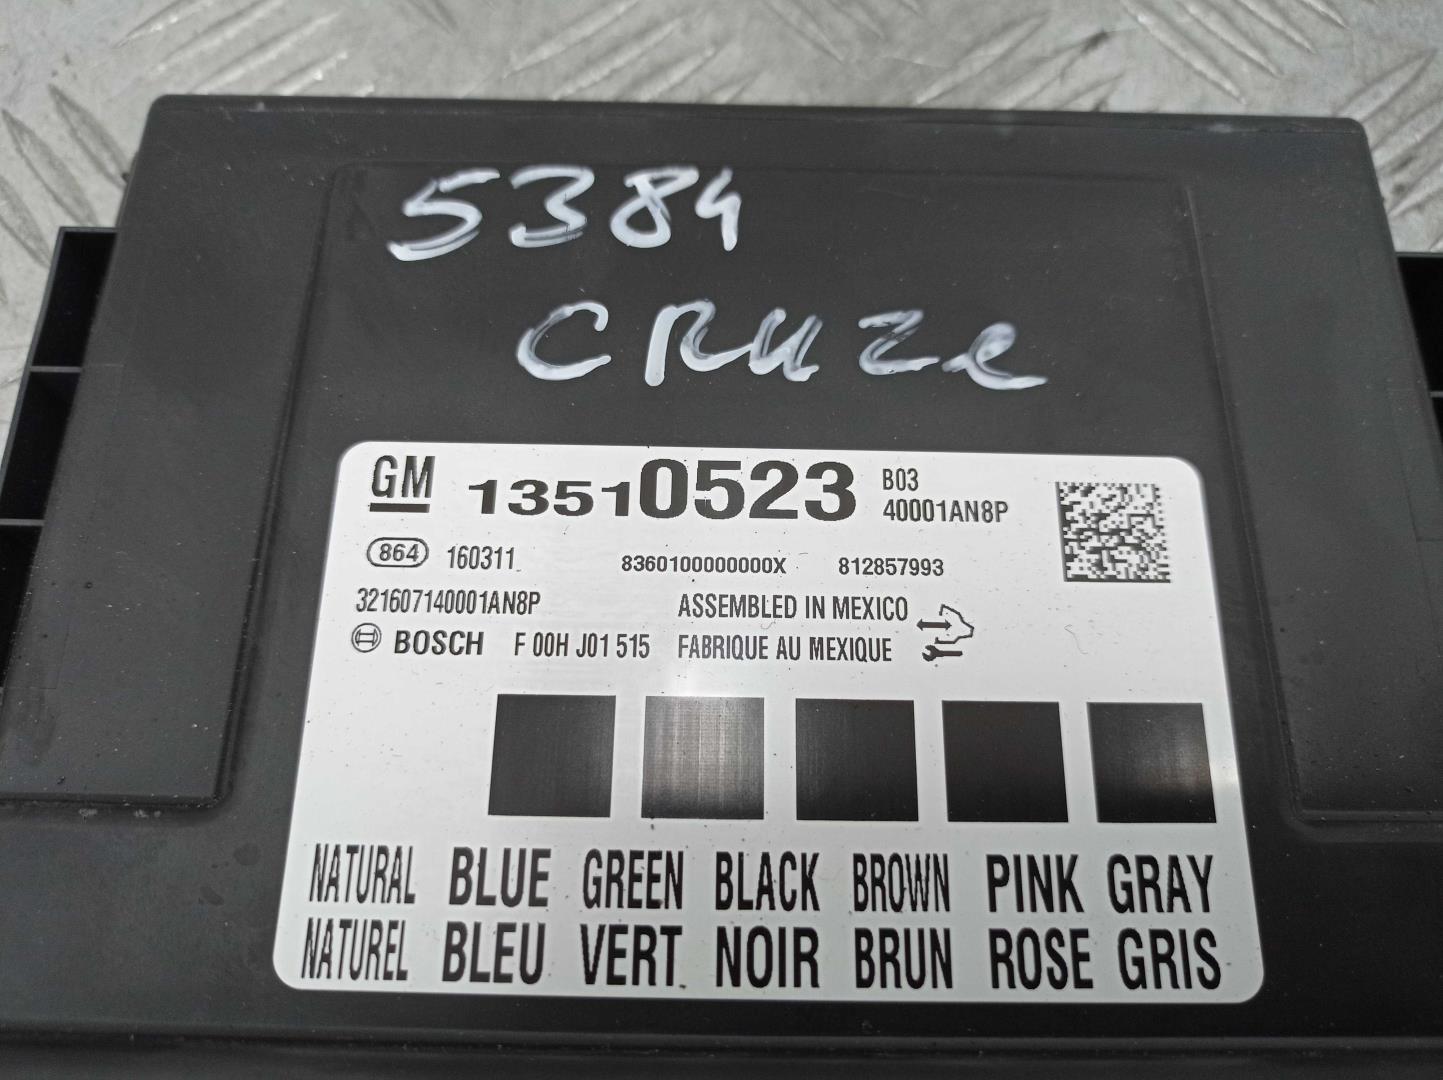 5384
CRUZe
GM 13510523 B03
40001AN8P
864 160311 8360100000000X 812857993
321607140001AN8P ASSEMBLED IN MEXICO
BOSCH F 00H J01 515 FABRIQUE AU MEXIQUE
NATURAL BLUE GREEN BLACK BROWN PINK GRAY
NATUREL BLEU VERT NOIR BRUN ROSE GRIS